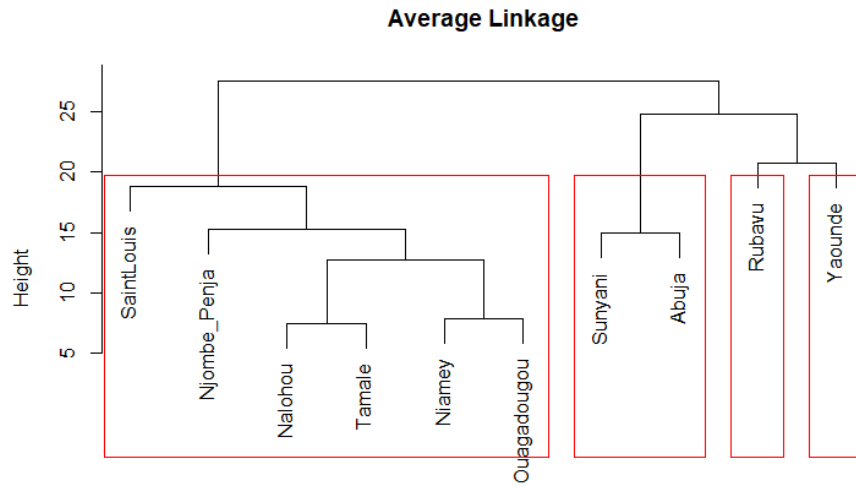 Average Linkage
Height
25
20
15
10
5
SaintLouis
Njombe_Penja
Nalohou
Tamale
Niamey
Ouagadougou
Sunyani
Abuja
Rubavu
Yaounde